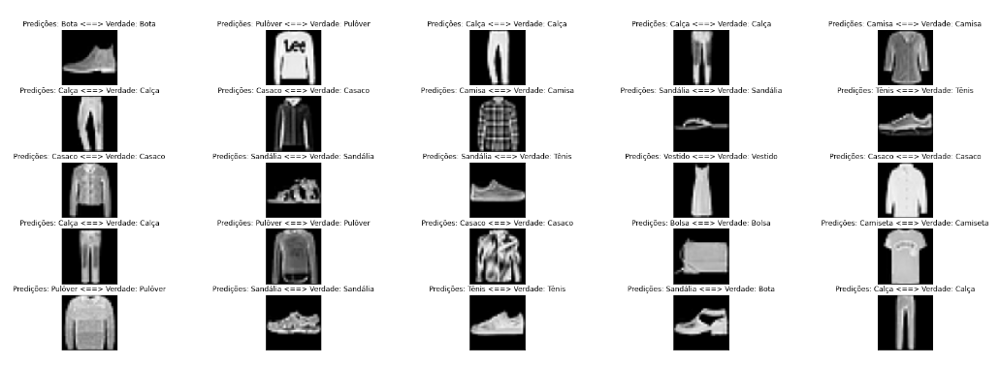 Predições: Bota <==> Verdade: Bota
Predições: Pulôver <==> Verdade: Pulôver
Predições: Calça <==> Verdade: Calça
Predições: Calça <==> Verdade: Calça
Predições: Camisa <==> Verdade: Camisa
Lee
Predições: Calça <==> Verdade: Calça
Predições: Casaco <==> Verdade: Casaco
Predições: Camisa <==> Verdade: Camisa
Predições: Sandália <==> Verdade: Sandália
Predições: Tênis <==> Verdade: Tênis
Predições: Casaco <==> Verdade: Casaco
Predições: Sandália <==> Verdade: Sandália
Predições: Sandália <==> Verdade: Tênis
Predições: Vestido <==> Verdade: Vestido
Predições: Casaco <==> Verdade: Casaco
Predições: Calça <==> Verdade: Calça
Predições: Pulôver <==> Verdade: Pulôver
Predições: Casaco <==> Verdade: Casaco
Predições: Bolsa <==> Verdade: Bolsa
Predições: Camiseta <==> Verdade: Camiseta
Predições: Pulôver <==> Verdade: Pulôver
Predições: Sandália <==> Verdade: Sandália
Predições: Tênis <==> Verdade: Tênis
Predições: Sandália <==> Verdade: Bota
Predições: Calça <==> Verdade: Calça